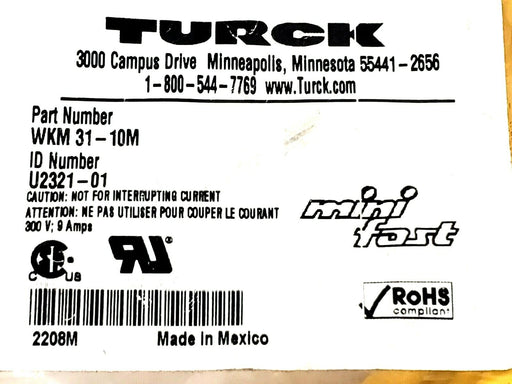 TURCK
3000 Campus Drive Minneapolis, Minnesota 55441-2656
1-800-544-7769 www.Turck.com
Part Number
WKM 31-10M
ID Number
U2321-01
CAUTION: NOT FOR INTERRUPTING CURRENT
ATTENTION: NE PAS UTILISER POUR COUPER LE COURANT
300 V; 9 Amps
mini
fast
C US
RU®
RoHS
compliant
2208M Made In Mexico